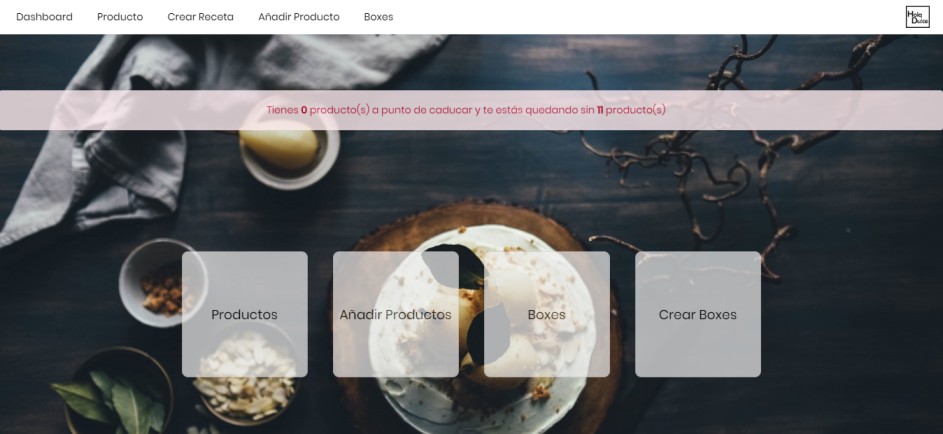 Dashboard
Producto
Crear Receta
Añadir Producto
Boxes
Hola
Dulce
Tienes 0 producto(s) a punto de caducar y te estás quedando sin 11 producto(s)
Productos
Añadir Productos
Boxes
Crear Boxes